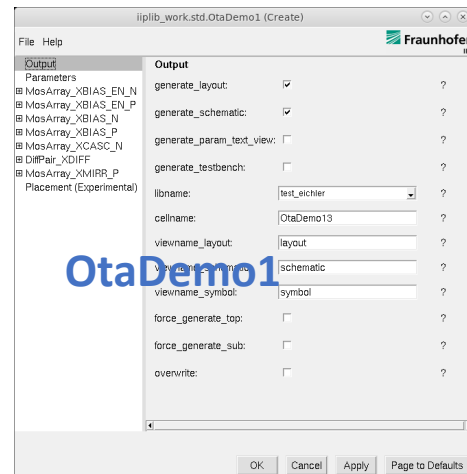 iiplib_work.std.OtaDemo1 (Create)
File Help
Fraunhofer
Output
Parameters
MosArray_XBIAS_EN_N
MosArray_XBIAS_EN_P
MosArray_XBIAS_N
MosArray_XBIAS_P
MosArray_XCASC_N
DiffPair_XDIFF
MosArray_XMIRR_P
Placement (Experimental)
Output
generate_layout: ?
generate_schematic: ?
generate_param_text_view: ?
generate_testbench: ?
libname: test_eichler ?
cellname: OtaDemo13 ?
viewname_layout: layout ?
viewname_schematic: schematic ?
OtaDemo1
viewname_symbol: symbol ?
force_generate_top: ?
force_generate_sub: ?
overwrite: ?
OK Cancel Apply Page to Defaults